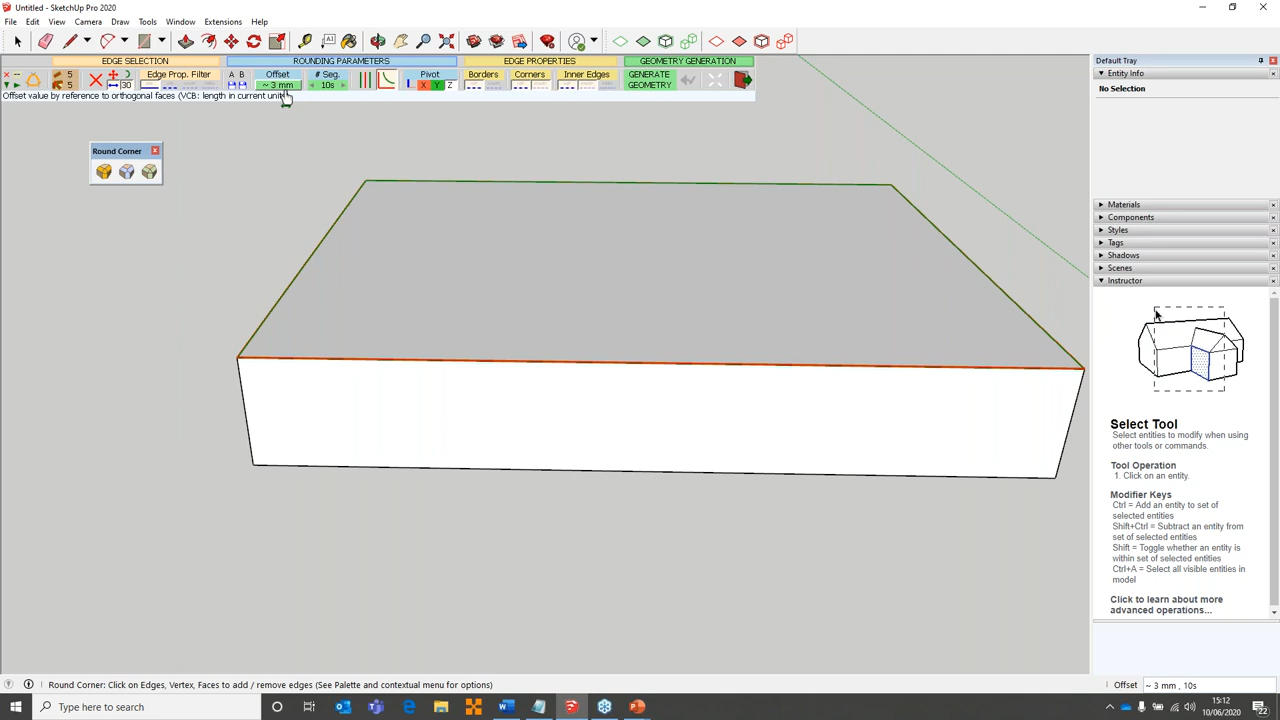 Untitled - SketchUp Pro 2020
File Edit View Camera Draw Tools Window Extensions Help
EDGE SELECTION ROUNDING PARAMETERS EDGE PROPERTIES GEOMETRY GENERATION
5 Edge Prop. Filter A B Offset # Seg. Pivot Borders Corners Inner Edges GENERATE
30 ~ 3 mm 10s X Y Z GEOMETRY
Offset value by reference to orthogonal faces (VCB: length in current unit
Round Corner
Default Tray
Entity Info
No Selection
Materials
Components
Styles
Tags
Shadows
Scenes
Instructor
Select Tool
Select entities to modify when using
other tools or commands.
Tool Operation
1. Click on an entity.
Modifier Keys
Ctrl = Add an entity to set of
selected entities
Shift+Ctrl = Subtract an entity from
set of selected entities
Shift = Toggle whether an entity is
within set of selected entities
Ctrl+A = Select all visible entities in
model
Click to learn about more
advanced operations...
Round Corner: Click on Edges, Vertex, Faces to add / remove edges (See Palette and contextual menu for options)
Offset ~ 3 mm , 10s
Type here to search
15:12
10/06/2020